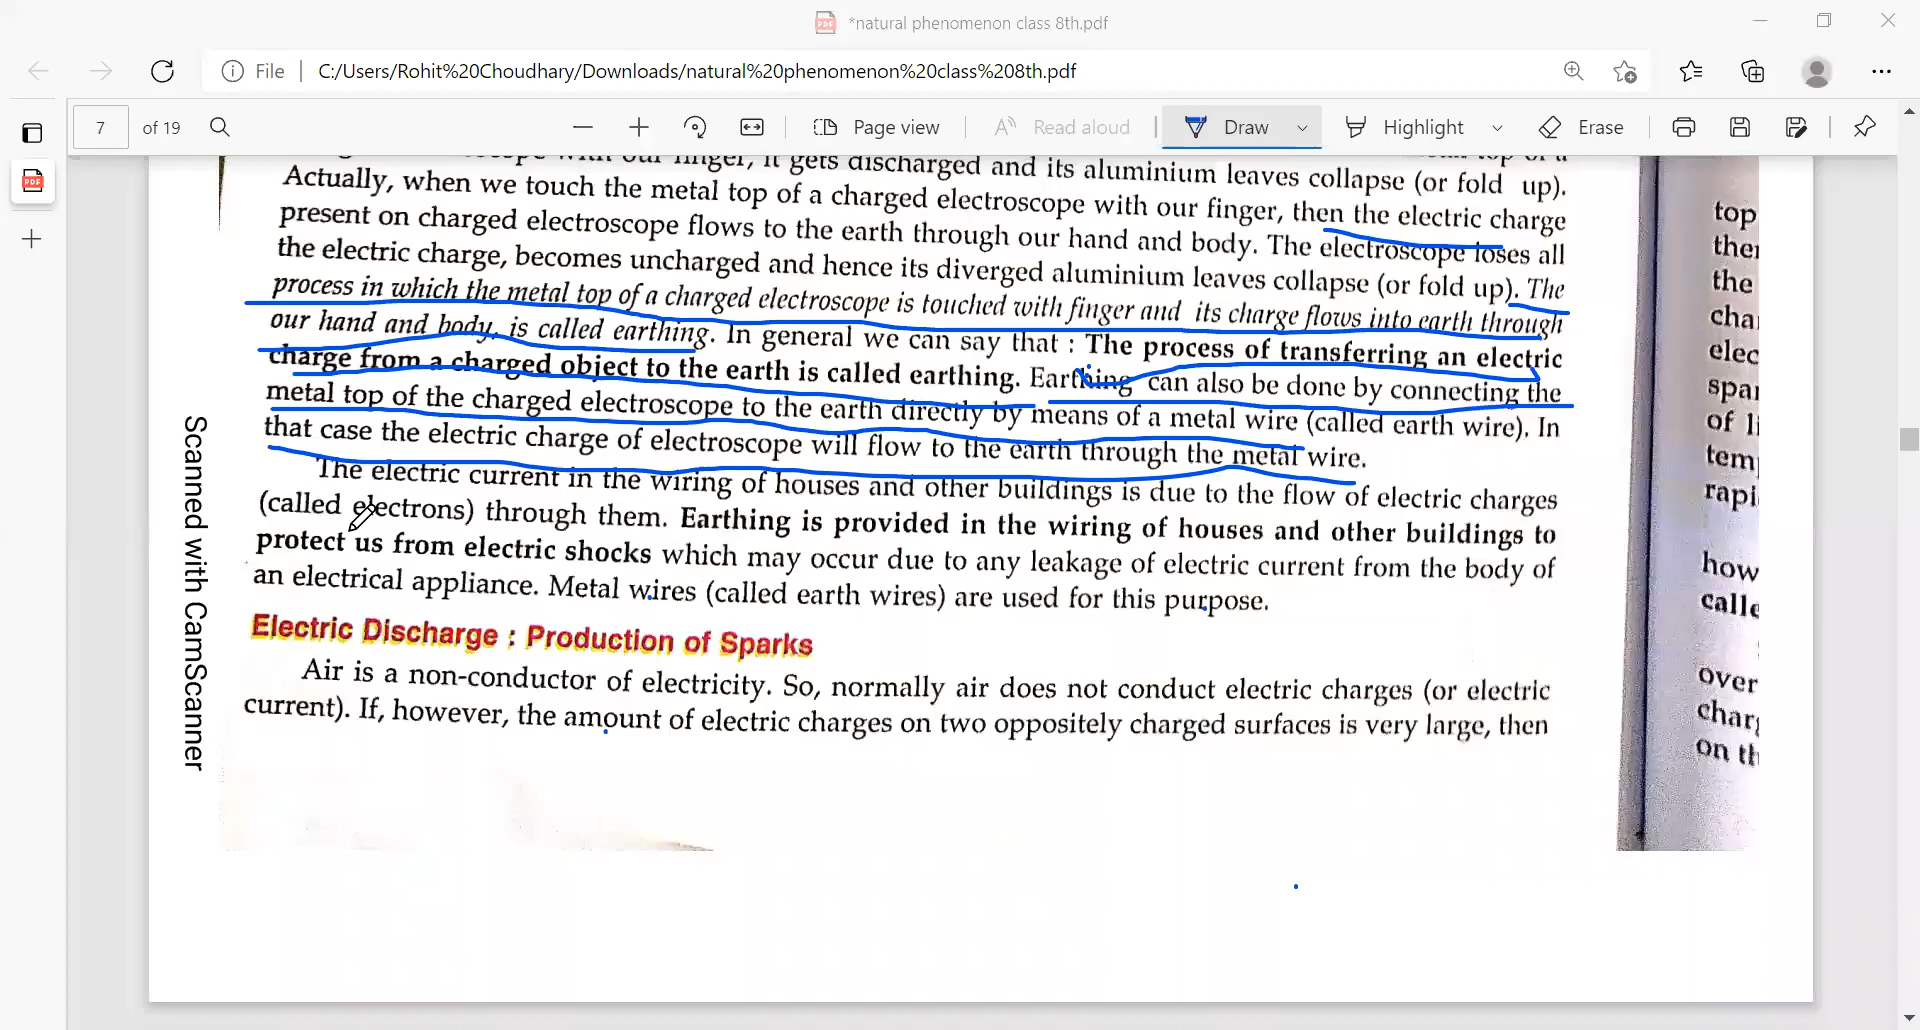 *natural phenomenon class 8th.pdf
File C:/Users/Rohit%20Choudhary/Downloads/natural%20phenomenon%20class%208th.pdf
7 of 19 Page view Read aloud Draw Highlight Erase
our finger, it gets discharged and its aluminium leaves collapse (or fold up).
Actually, when we touch the metal top of a charged electroscope with our finger, then the electric charge
present on charged electroscope flows to the earth through our hand and body. The electroscope loses all
the electric charge, becomes uncharged and hence its diverged aluminium leaves collapse (or fold up). The
process in which the metal top of a charged electroscope is touched with finger and its charge flows into earth through
our hand and body, is called earthing. In general we can say that : The process of transferring an electric
charge from a charged object to the earth is called earthing. Earthing can also be done by connecting the
metal top of the charged electroscope to the earth directly by means of a metal wire (called earth wire). In
that case the electric charge of electroscope will flow to the earth through the metal wire.
The electric current in the wiring of houses and other buildings is due to the flow of electric charges
(called electrons) through them. Earthing is provided in the wiring of houses and other buildings to
protect us from electric shocks which may occur due to any leakage of electric current from the body of
an electrical appliance. Metal wires (called earth wires) are used for this purpose.
Electric Discharge : Production of Sparks
Air is a non-conductor of electricity. So, normally air does not conduct electric charges (or electric
current). If, however, the amount of electric charges on two oppositely charged surfaces is very large, then
Scanned with CamScanner
top
the
of
how
over